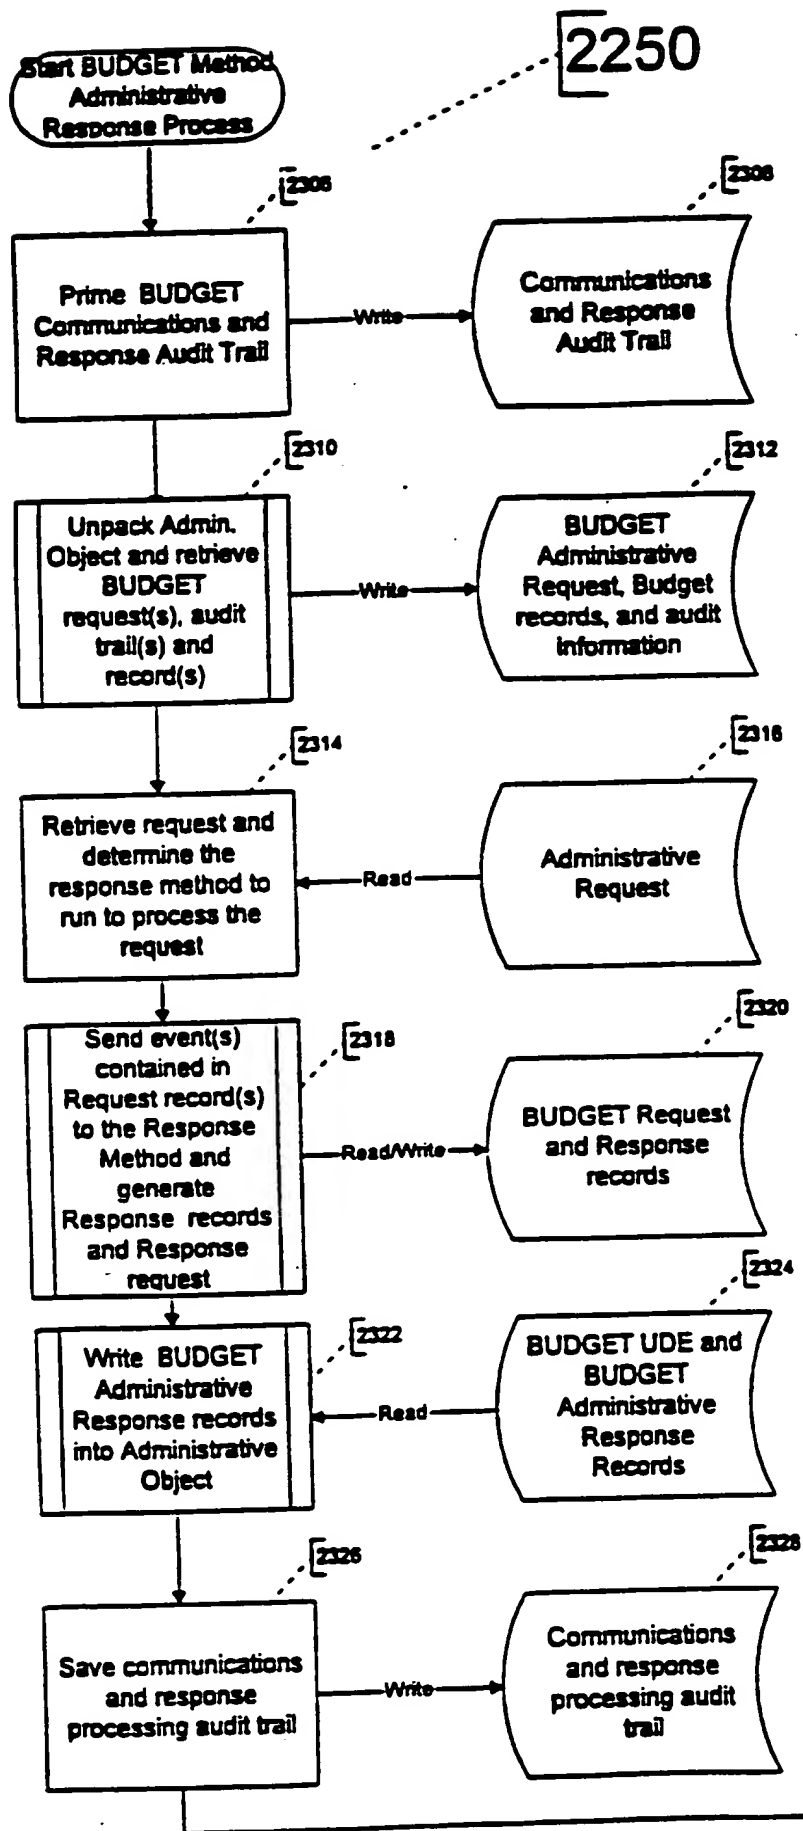 2250
Start BUDGET Method
Administrative
Response Process
2306
2308
Prime BUDGET
Communications and
Response Audit Trail
Write
Communications
and Response
Audit Trail
2310
2312
Unpack Admin.
Object and retrieve
BUDGET
request(s), audit
trail(s) and
record(s)
Write
BUDGET
Administrative
Request, Budget
records, and audit
information
2314
2316
Retrieve request and
determine the
response method to
run to process the
request
Read
Administrative
Request
2318
2320
Send event(s)
contained in
Request record(s)
to the Response
Method and
generate
Response records
and Response
request
Read/Write
BUDGET Request
and Response
records
2322
2324
Write BUDGET
Administrative
Response records
into Administrative
Object
Read
BUDGET UDE and
BUDGET
Administrative
Response
Records
2326
2328
Save communications
and response
processing audit trail
Write
Communications
and response
processing audit
trail